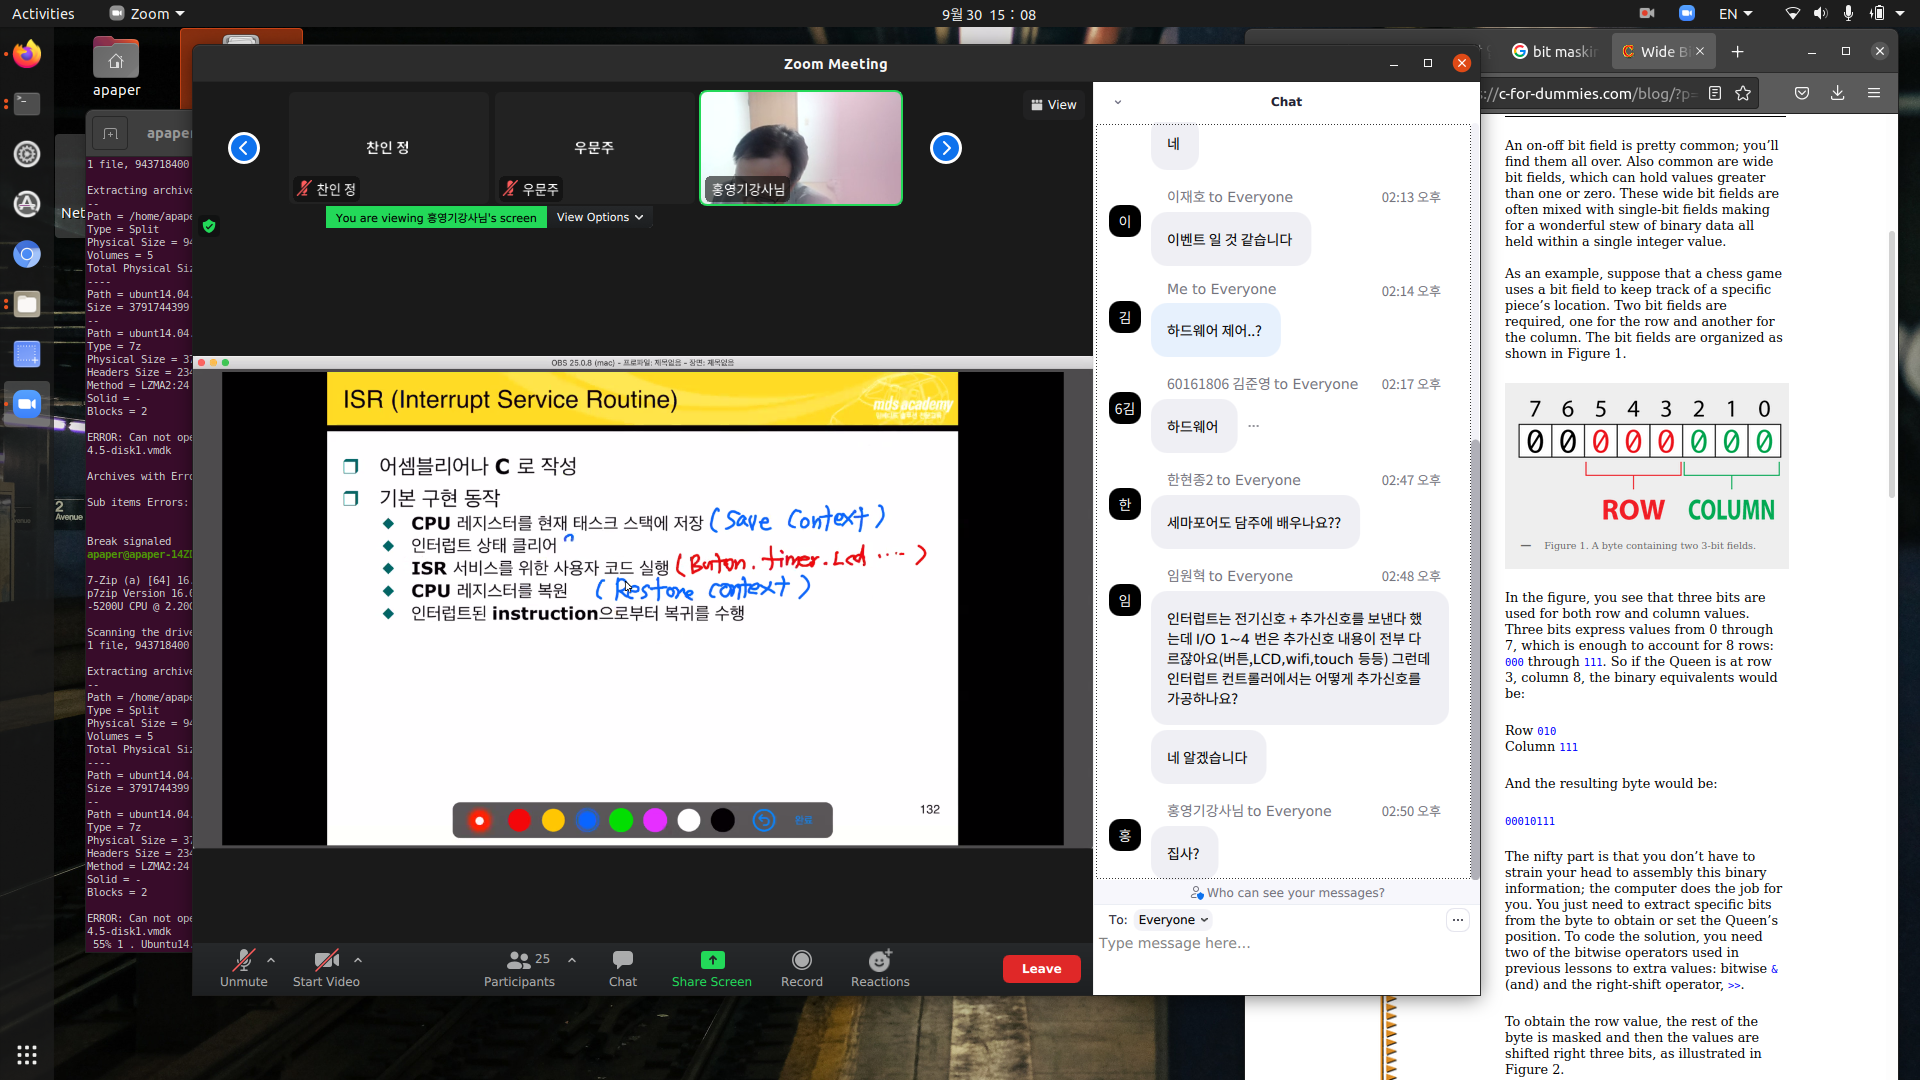 Activities
Zoom
9월 30 15 : 08
EN
apaper
Net
2
Avenue
apaper
1 file, 943718400
Extracting archive
--
Path = /home/apape
Type = Split
Physical Size = 94
Volumes = 5
Total Physical Siz
----
Path = ubunt14.04.
Size = 3791744399
--
Path = ubunt14.04.
Type = 7z
Physical Size = 37
Headers Size = 234
Method = LZMA2:24
Solid = -
Blocks = 2
ERROR: Can not ope
4.5-disk1.vmdk
Archives with Erro
Sub items Errors:
Break signaled
apaper@apaper-14ZD
7-Zip (a) [64] 16.
p7zip Version 16.0
-5200U CPU @ 2.20G
Scanning the drive
1 file, 943718400
Extracting archive
--
Path = /home/apape
Type = Split
Physical Size = 94
Volumes = 5
Total Physical Siz
----
Path = ubunt14.04.
Size = 3791744399
--
Path = ubunt14.04.
Type = 7z
Physical Size = 37
Headers Size = 234
Method = LZMA2:24
Solid = -
Blocks = 2
ERROR: Can not ope
4.5-disk1.vmdk
55% 1 . Ubuntu14.
Zoom Meeting
찬인 정
찬인 정
우문주
우문주
홍영기강사님
View
You are viewing 홍영기강사님's screen
View Options
OBS 25.0.8 (mac) - 프로파일: 제목없음 - 장면: 제목없음
ISR (Interrupt Service Routine)
mds academy
어셈블리어나 C 로 작성
기본 구현 동작
CPU 레지스터를 현재 태스크 스택에 저장 (Save Context)
인터럽트 상태 클리어
ISR 서비스를 위한 사용자 코드 실행 (Button. timer. Lcd ....)
CPU 레지스터를 복원 (Restore context)
인터럽트된 instruction으로부터 복귀를 수행
132
완료
Unmute
Start Video
25
Participants
Chat
Share Screen
Record
Reactions
Leave
Chat
네
이재호 to Everyone 02:13 오후
이
이벤트 일 것 같습니다
Me to Everyone 02:14 오후
김
하드웨어 제어..?
60161806 김준영 to Everyone 02:17 오후
6김
하드웨어
한현종2 to Everyone 02:47 오후
한
세마포어도 담주에 배우나요??
임원혁 to Everyone 02:48 오후
임
인터럽트는 전기신호 + 추가신호를 보낸다 했
는데 I/O 1~4 번은 추가신호 내용이 전부 다
르잖아요(버튼,LCD,wifi,touch 등등) 그런데
인터럽트 컨트롤러에서는 어떻게 추가신호를
가공하나요?
네 알겠습니다
홍영기강사님 to Everyone 02:50 오후
홍
집사?
Who can see your messages?
To: Everyone
Type message here...
bit maskin
Wide Bi
://c-for-dummies.com/blog/?p=
An on-off bit field is pretty common; you’ll
find them all over. Also common are wide
bit fields, which can hold values greater
than one or zero. These wide bit fields are
often mixed with single-bit fields making
for a wonderful stew of binary data all
held within a single integer value.
As an example, suppose that a chess game
uses a bit field to keep track of a specific
piece’s location. Two bit fields are
required, one for the row and another for
the column. The bit fields are organized as
shown in Figure 1.
7 6 5 4 3 2 1 0
0 0 0 0 0 0 0 0
ROW COLUMN
— Figure 1. A byte containing two 3-bit fields.
In the figure, you see that three bits are
used for both row and column values.
Three bits express values from 0 through
7, which is enough to account for 8 rows:
000 through 111. So if the Queen is at row
3, column 8, the binary equivalents would
be:
Row 010
Column 111
And the resulting byte would be:
00010111
The nifty part is that you don’t have to
strain your head to assembly this binary
information; the computer does the job for
you. You just need to extract specific bits
from the byte to obtain or set the Queen’s
position. To code the solution, you need
two of the bitwise operators used in
previous lessons to extra values: bitwise &
(and) and the right-shift operator, >>.
To obtain the row value, the rest of the
byte is masked and then the values are
shifted right three bits, as illustrated in
Figure 2.